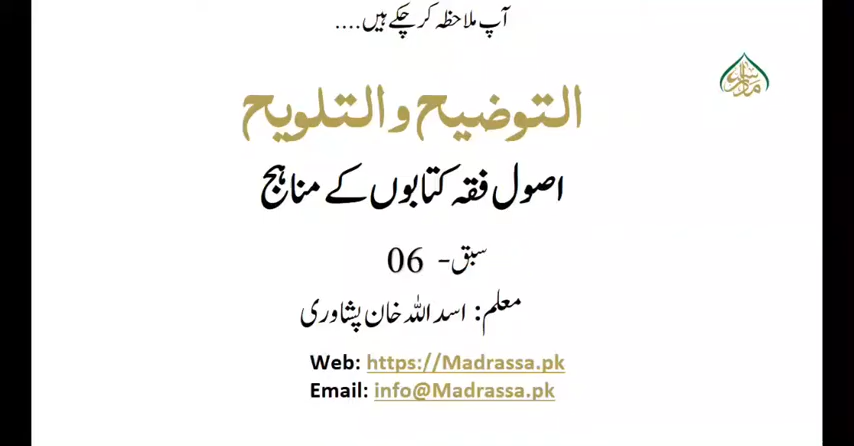 آپ ملاحظہ کر چکے ہیں....
مدارس
التوضیح والتلویح
اصول فقہ کتابوں کے مناہج
سبق - 06
معلم: اسد اللہ خان پشاوری
Web: https://Madrassa.pk
Email: info@Madrassa.pk